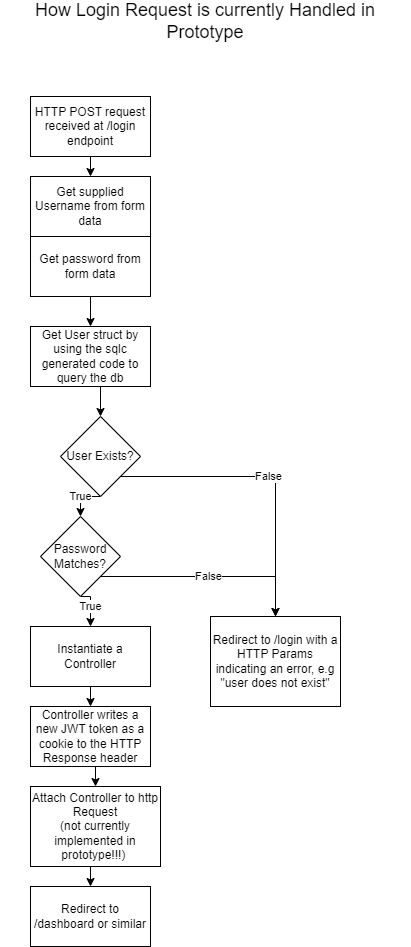 How Login Request is currently Handled in
Prototype
HTTP POST request
received at /login
endpoint
Get supplied
Username from form
data
Get password from
form data
Get User struct by
using the sqlc
generated code to
query the db
User Exists?
False
True
Password
Matches?
False
True
Instantiate a
Controller
Redirect to /login with a
HTTP Params
indicating an error, e.g
"user does not exist"
Controller writes a
new JWT token as a
cookie to the HTTP
Response header
Attach Controller to http
Request
(not currently
implemented in
prototype!!!)
Redirect to
/dashboard or similar